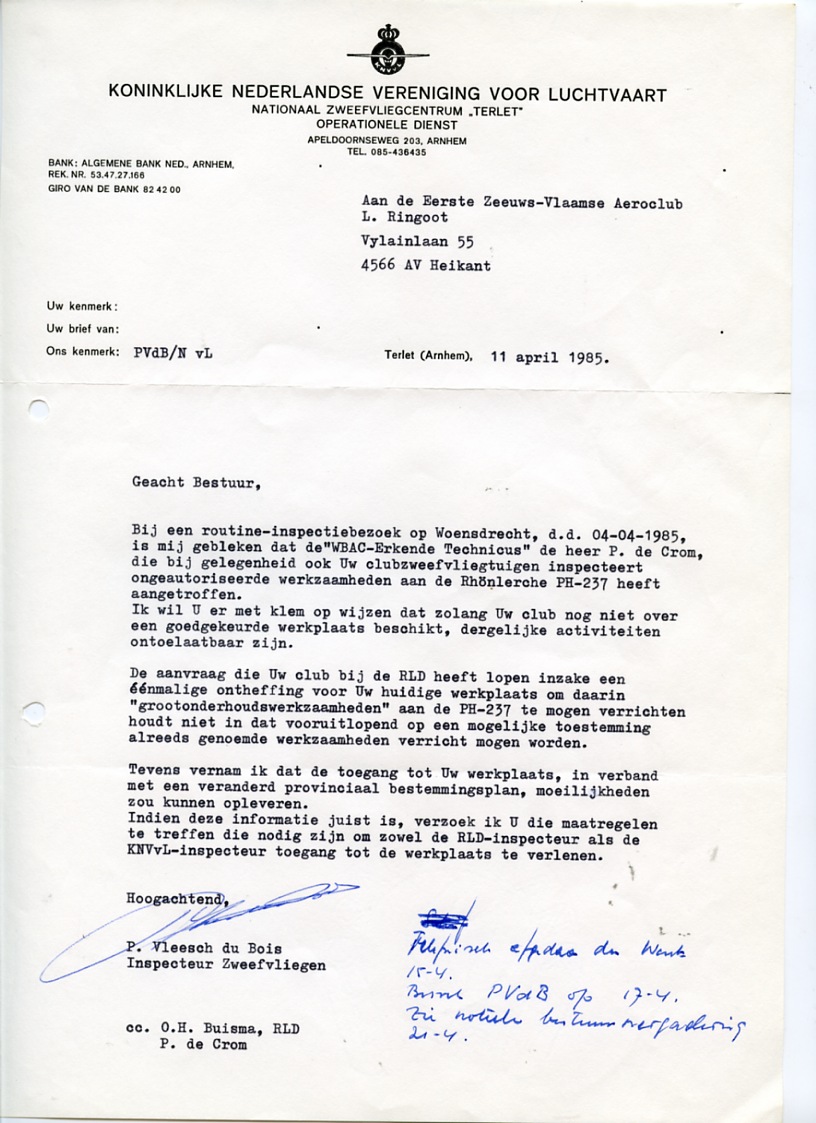 KNVvL
KONINKLIJKE NEDERLANDSE VERENIGING VOOR LUCHTVAART
NATIONAAL ZWEEFVLIEGCENTRUM „TERLET"
OPERATIONELE DIENST
APELDOORNSEWEG 203, ARNHEM
TEL. 085-436435
BANK: ALGEMENE BANK NED., ARNHEM,
REK. NR. 53.47.27.166
GIRO VAN DE BANK 82 42 00
Aan de Eerste Zeeuws-Vlaamse Aeroclub
L. Ringoot
Vylainlaan 55
4566 AV Heikant
Uw kenmerk:
Uw brief van:
Ons kenmerk: PVdB/N vL
Terlet (Arnhem), 11 april 1985.
Geacht Bestuur,
Bij een routine-inspectiebezoek op Woensdrecht, d.d. 04-04-1985,
is mij gebleken dat de"WBAC-Erkende Technicus" de heer P. de Crom,
die bij gelegenheid ook Uw clubzweefvliegtuigen inspecteert
ongeautoriseerde werkzaamheden aan de Rhönlerche PH-237 heeft
aangetroffen.
Ik wil U er met klem op wijzen dat zolang Uw club nog niet over
een goedgekeurde werkplaats beschikt, dergelijke activiteiten
ontoelaatbaar zijn.
De aanvraag die Uw club bij de RLD heeft lopen inzake een
éénmalige ontheffing voor Uw huidige werkplaats om daarin
"grootonderhoudswerkzaamheden" aan de PH-237 te mogen verrichten
houdt niet in dat vooruitlopend op een mogelijke toestemming
alreeds genoemde werkzaamheden verricht mogen worden.
Tevens vernam ik dat de toegang tot Uw werkplaats, in verband
met een veranderd provinciaal bestemmingsplan, moeilijkheden
zou kunnen opleveren.
Indien deze informatie juist is, verzoek ik U die maatregelen
te treffen die nodig zijn om zowel de RLD-inspecteur als de
KNVvL-inspecteur toegang tot de werkplaats te verlenen.
Hoogachtend,
P. Vleesch du Bois
Inspecteur Zweefvliegen
cc. O.H. Buisma, RLD
P. de Crom
15-4.
PVdB op 17-4.
Zie notulen bestuursvergadering
21-4.